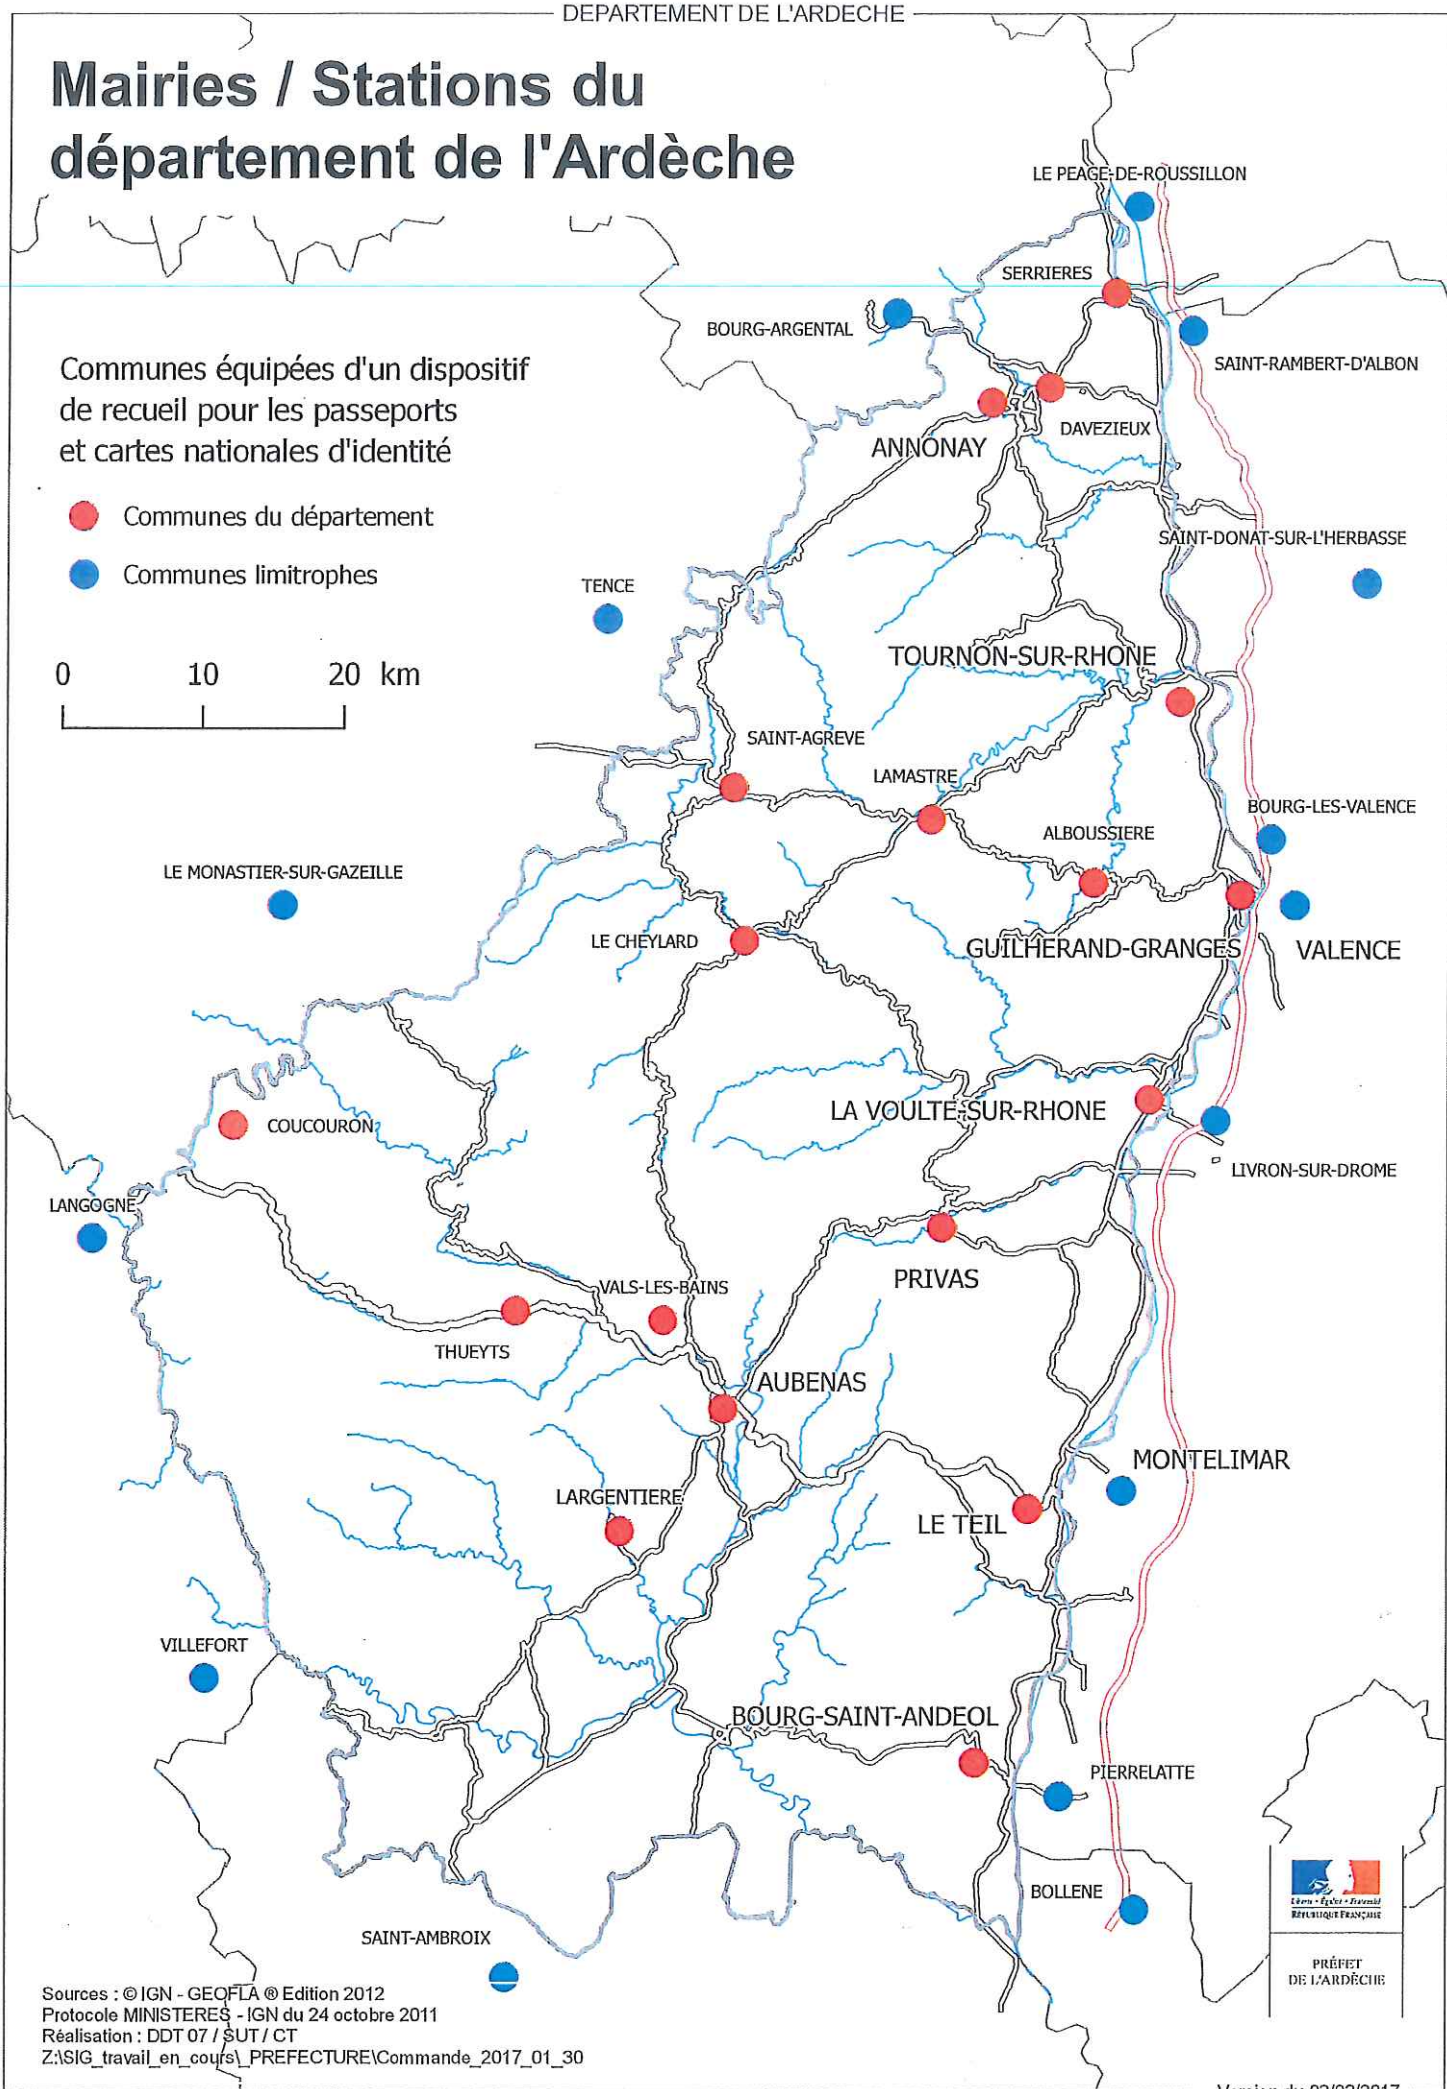 DEPARTEMENT DE L'ARDECHE
Mairies / Stations du
département de l'Ardèche
LE PEAGE-DE-ROUSSILLON
SERRIERES
BOURG-ARGENTAL
SAINT-RAMBERT-D'ALBON
Communes équipées d'un dispositif
de recueil pour les passeports
et cartes nationales d'identité
DAVEZIEUX
ANNONAY
Communes du département
SAINT-DONAT-SUR-L'HERBASSE
Communes limitrophes
TENCE
TOURNON-SUR-RHONE
0 10 20 km
SAINT-AGREVE
LAMASTRE
BOURG-LES-VALENCE
ALBOUSSIERE
LE MONASTIER-SUR-GAZEILLE
LE CHEYLARD
GUILHERAND-GRANGES
VALENCE
LA VOULTE-SUR-RHONE
COUCOURON
LIVRON-SUR-DROME
LANGOGNE
PRIVAS
VALS-LES-BAINS
THUEYTS
AUBENAS
MONTELIMAR
LARGENTIERE
LE TEIL
VILLEFORT
BOURG-SAINT-ANDEOL
PIERRELATTE
BOLLENE
Liberté • Égalité • Fraternité
RÉPUBLIQUE FRANÇAISE
SAINT-AMBROIX
PRÉFET
DE L'ARDÈCHE
Sources : © IGN - GEOFLA ® Edition 2012
Protocole MINISTERES - IGN du 24 octobre 2011
Réalisation : DDT 07 / SUT / CT
Z:\SIG_travail_en_cours\_PREFECTURE\Commande_2017_01_30